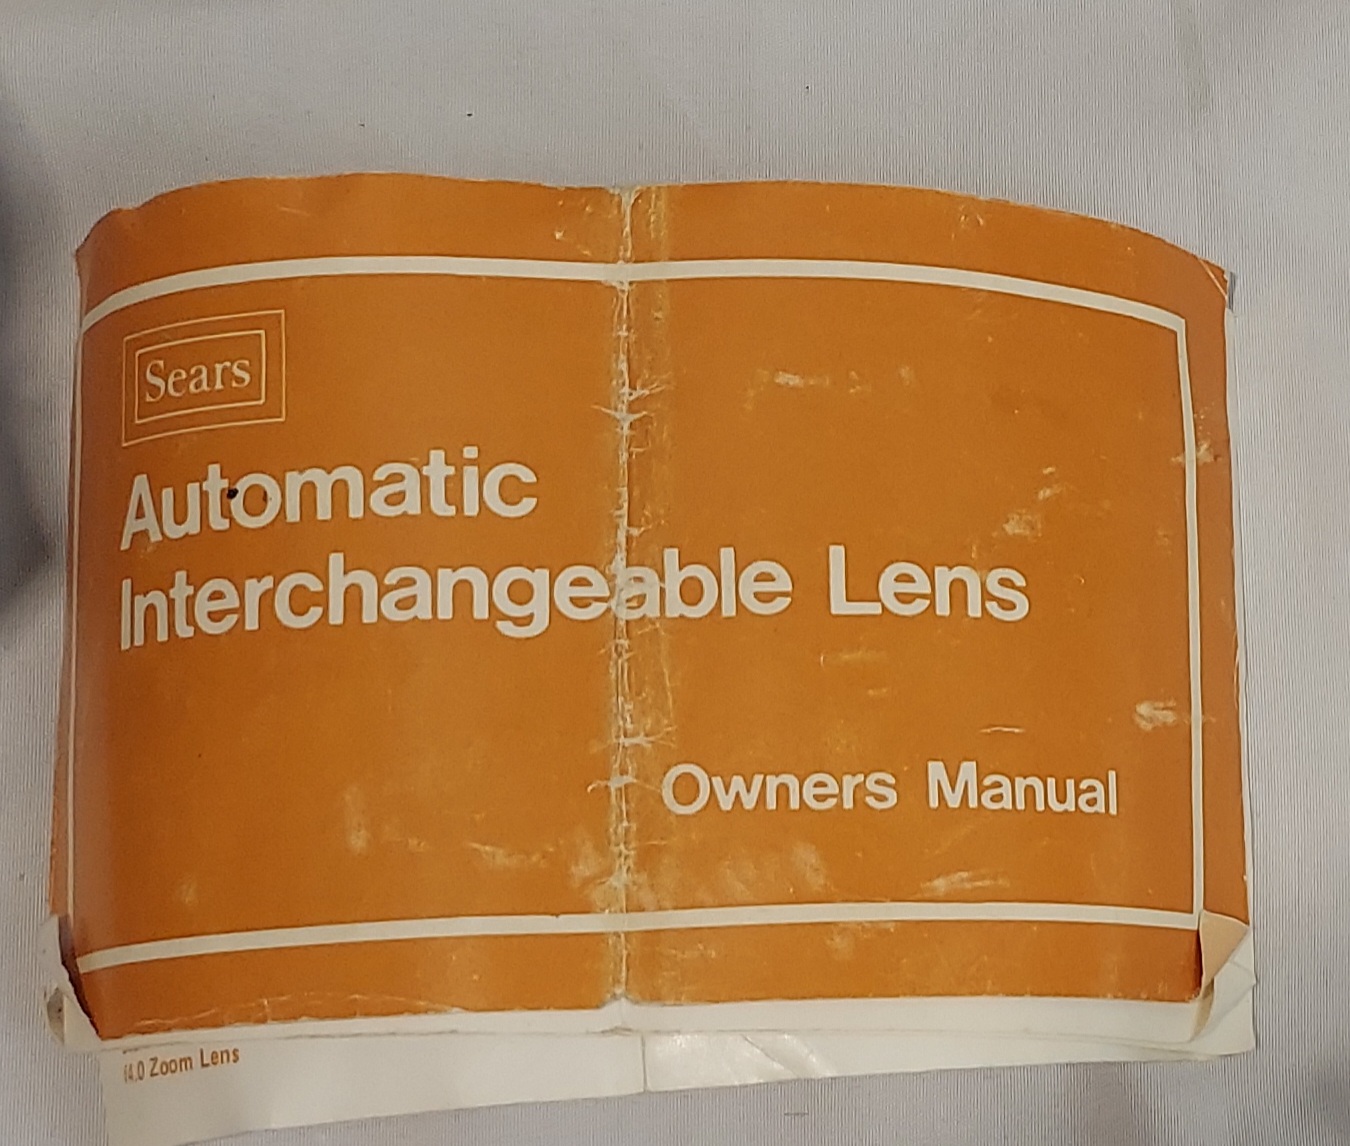 Sears
Automatic
Interchangeable Lens
Owners Manual
f4.0 Zoom Lens